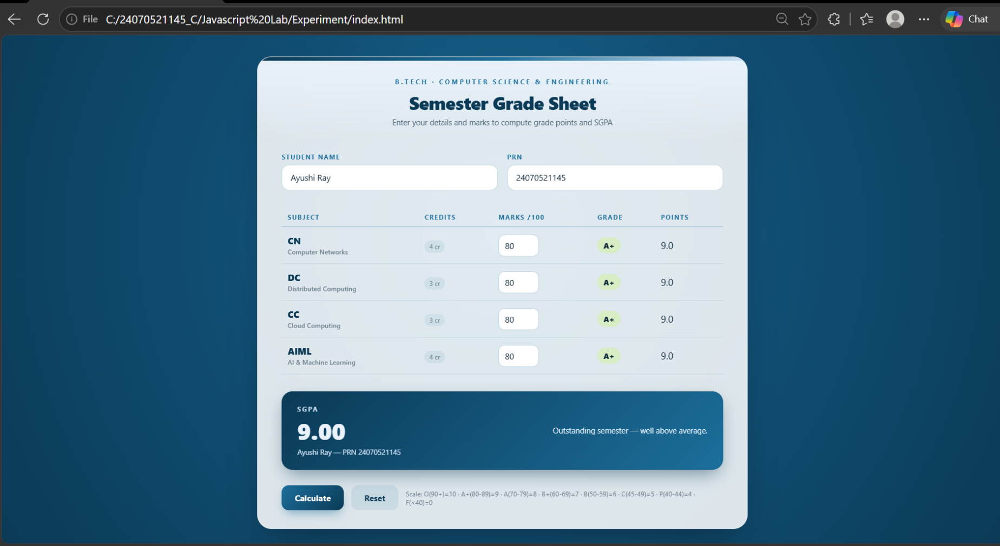 File C:/24070521145_C/Javascript%20Lab/Experiment/index.html Chat
B.TECH · COMPUTER SCIENCE & ENGINEERING
Semester Grade Sheet
Enter your details and marks to compute grade points and SGPA
STUDENT NAME PRN
Ayushi Ray 24070521145
SUBJECT CREDITS MARKS /100 GRADE POINTS
CN
Computer Networks
4 cr 80 A+ 9.0
DC
Distributed Computing
3 cr 80 A+ 9.0
CC
Cloud Computing
3 cr 80 A+ 9.0
AIML
AI & Machine Learning
4 cr 80 A+ 9.0
SGPA
9.00
Ayushi Ray — PRN 24070521145
Outstanding semester — well above average.
Calculate Reset
Scale: O(90+)=10 · A+(80-89)=9 · A(70-79)=8 · B+(60-69)=7 · B(50-59)=6 · C(45-49)=5 · P(40-44)=4 ·
F(<40)=0